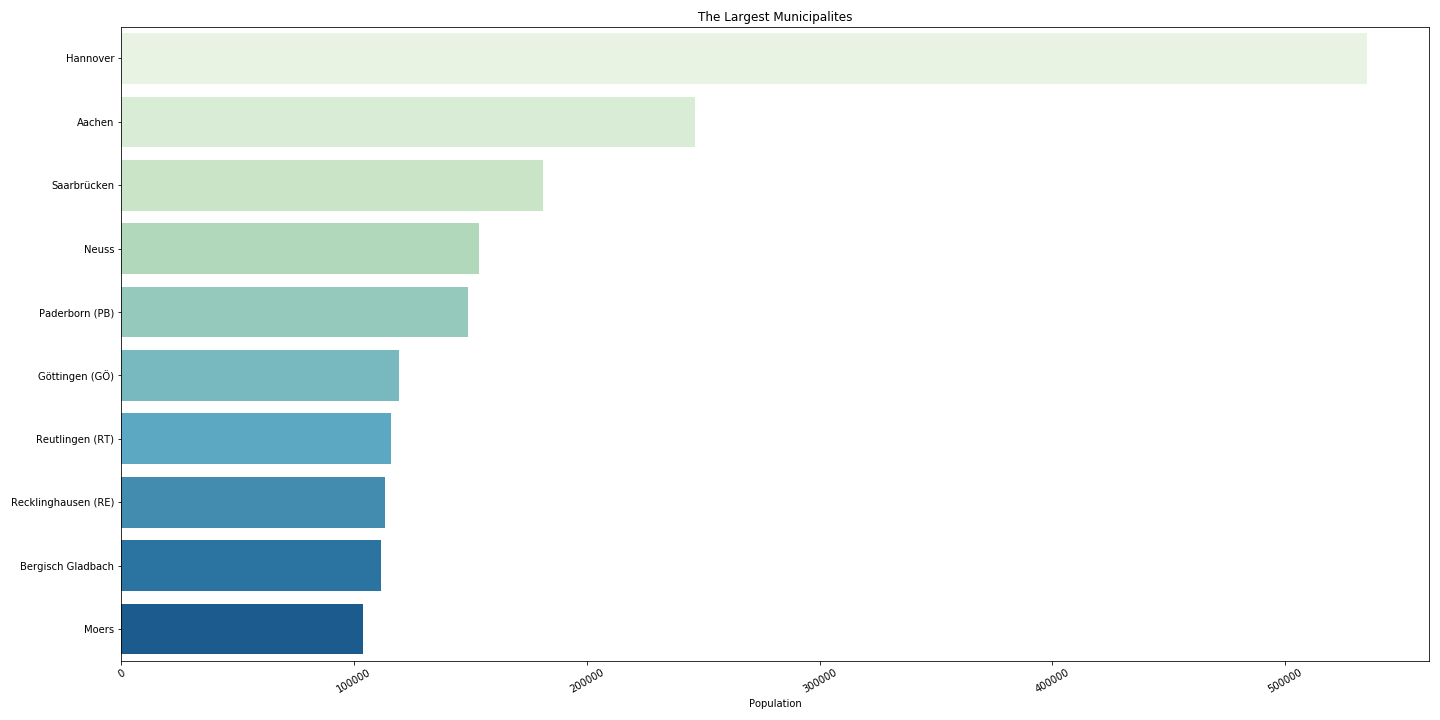 The Largest Municipalites
Hannover
Aachen
Saarbrücken
Neuss
Paderborn (PB)
Göttingen (GÖ)
Reutlingen (RT)
Recklinghausen (RE)
Bergisch Gladbach
Moers
0
100000
200000
300000
400000
500000
Population